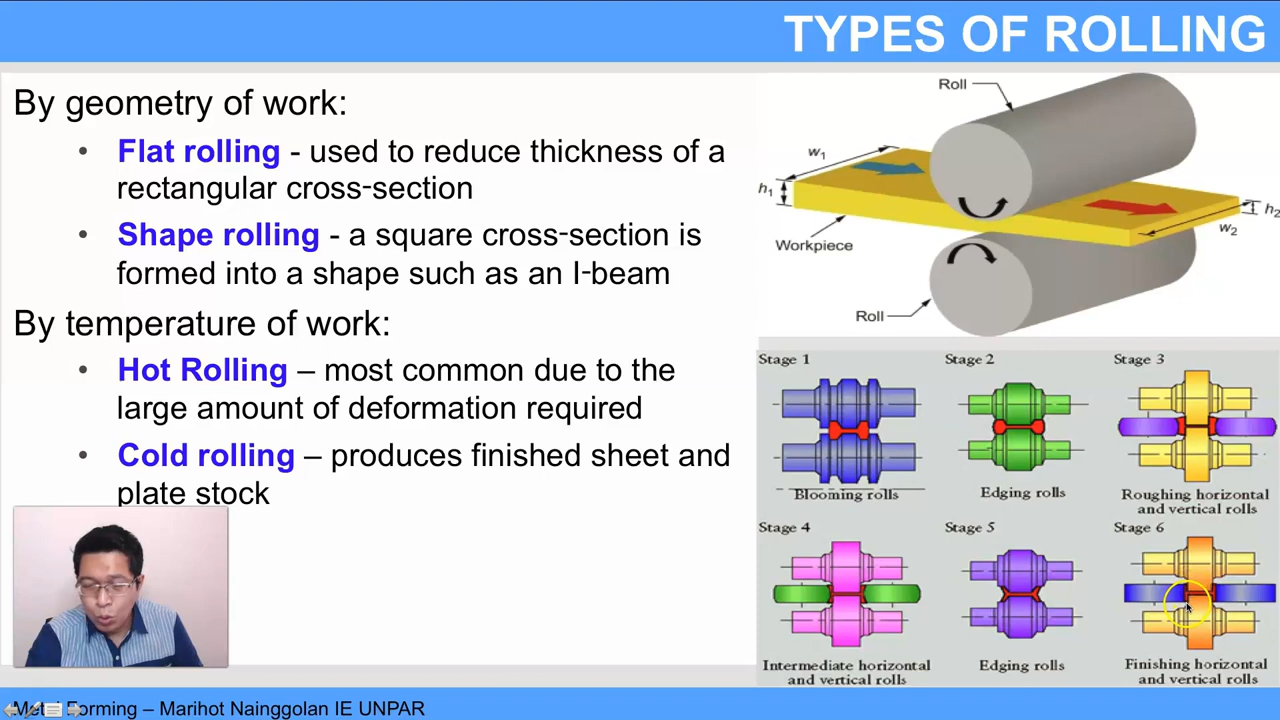 TYPES OF ROLLING
By geometry of work:
• Flat rolling - used to reduce thickness of a
rectangular cross-section
• Shape rolling - a square cross-section is
formed into a shape such as an I-beam
By temperature of work:
• Hot Rolling – most common due to the
large amount of deformation required
• Cold rolling – produces finished sheet and
plate stock
Roll
w1
h1
h2
w2
Workpiece
Roll
Stage 1
Stage 2
Stage 3
Blooming rolls
Edging rolls
Roughing horizontal
and vertical rolls
Stage 4
Stage 5
Stage 6
Intermediate horizontal
and vertical rolls
Edging rolls
Finishing horizontal
and vertical rolls
Metal Forming – Marihot Nainggolan IE UNPAR